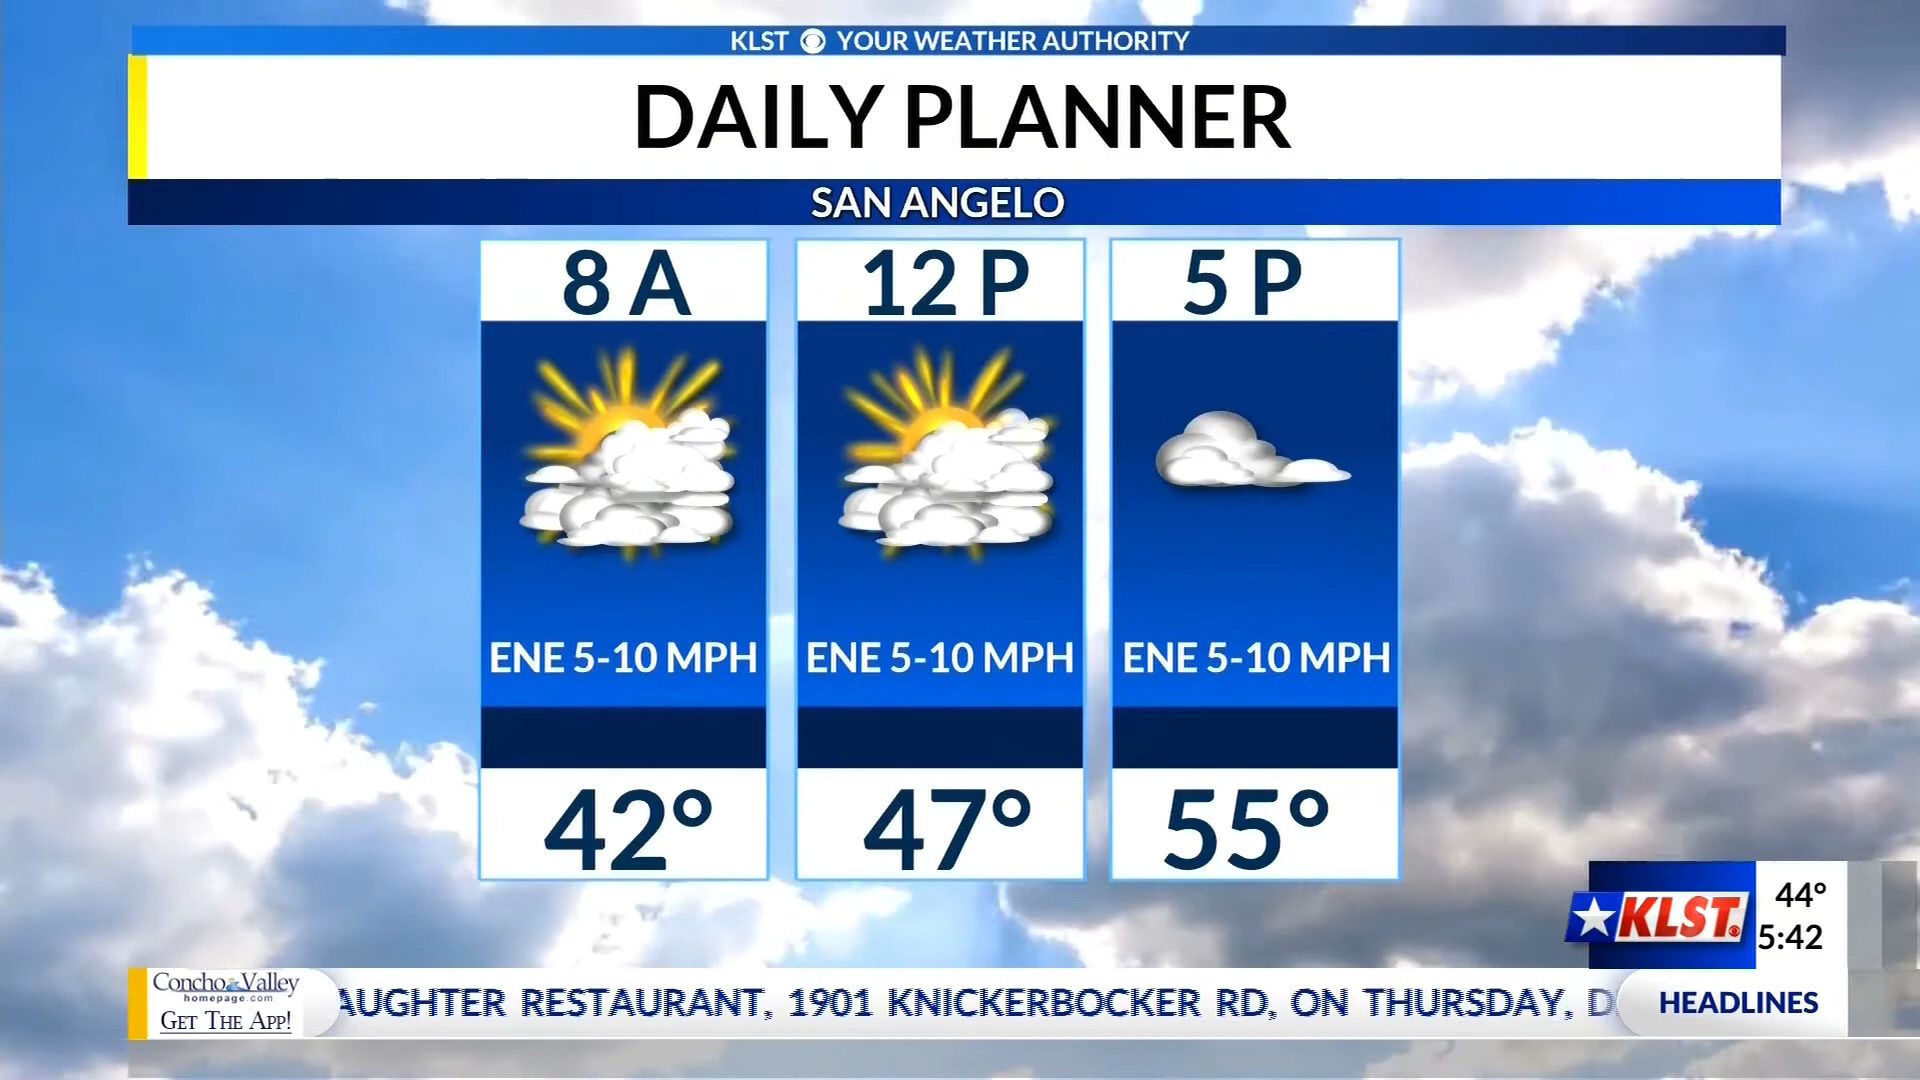 KLST YOUR WEATHER AUTHORITY
DAILY PLANNER
SAN ANGELO
8 A
12 P
5 P
ENE 5-10 MPH
ENE 5-10 MPH
ENE 5-10 MPH
42°
47°
55°
KLST
44°
5:42
Concho Valley
homepage.com
GET THE APP!
AUGHTER RESTAURANT, 1901 KNICKERBOCKER RD, ON THURSDAY, D
HEADLINES